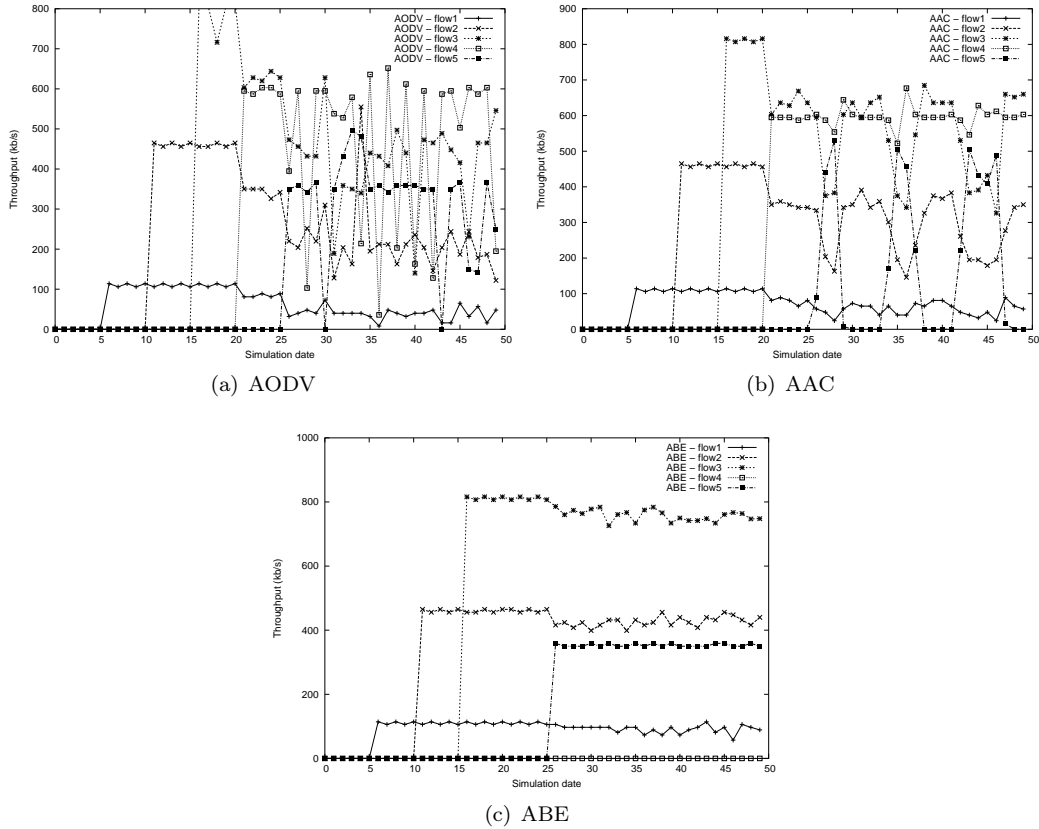 800
700
600
500
400
300
200
100
0
Throughput (kb/s)
0 5 10 15 20 25 30 35 40 45 50
Simulation date
AODV – flow1
AODV – flow2
AODV – flow3
AODV – flow4
AODV – flow5
(a) AODV
900
800
700
600
500
400
300
200
100
0
Throughput (kb/s)
0 5 10 15 20 25 30 35 40 45 50
Simulation date
AAC – flow1
AAC – flow2
AAC – flow3
AAC – flow4
AAC – flow5
(b) AAC
1000
800
600
400
200
0
Throughput (kb/s)
0 5 10 15 20 25 30 35 40 45 50
Simulation date
ABE – flow1
ABE – flow2
ABE – flow3
ABE – flow4
ABE – flow5
(c) ABE